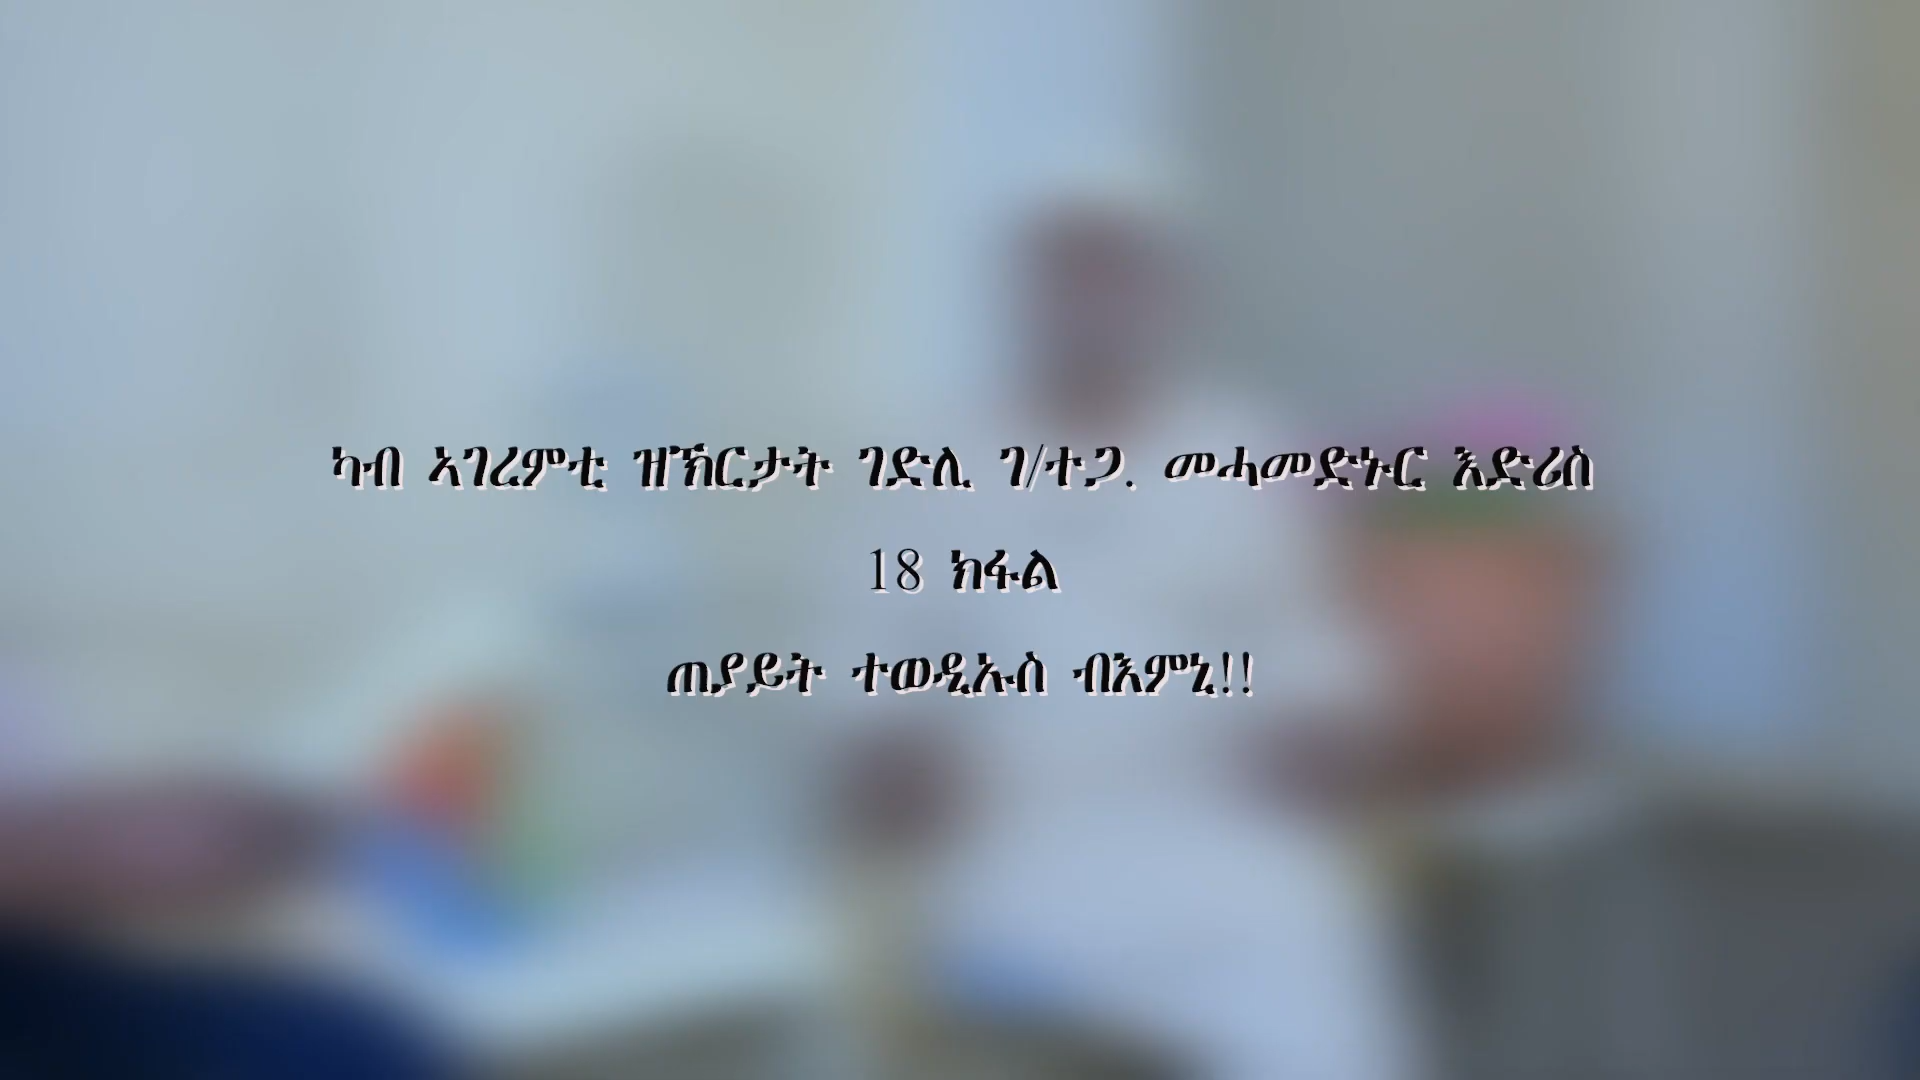 ካብ ኣገረምቲ ዝኽርታት ገድሊ ገ/ተጋ. መሓመድኑር እድሪስ
18 ክፋል
ጠያይት ተወዲኡስ ብእምኒ!!